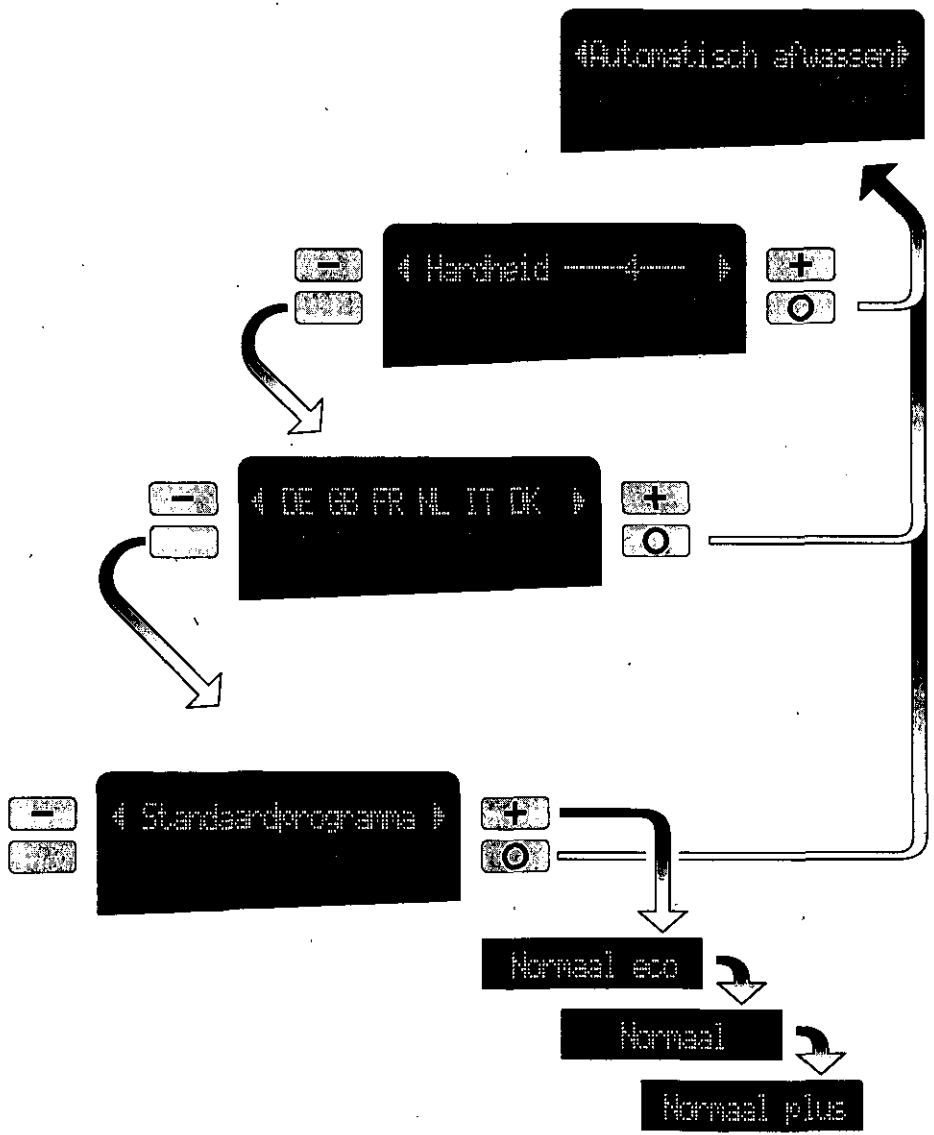 Automatisch afwassen
- Hardheid +
- DE GB FR NL IT DK +
- Standaardprogramma +
Normaal eco
Normaal
Normaal plus